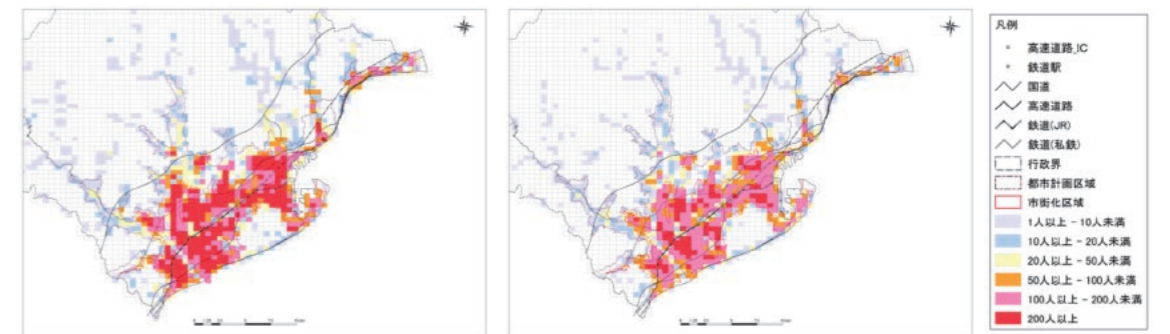 凡例
高速道路_IC
鉄道駅
国道
高速道路
鉄道(JR)
鉄道(私鉄)
行政界
都市計画区域
市街化区域
1人以上 - 10人未満
10人以上 - 20人未満
20人以上 - 50人未満
50人以上 - 100人未満
100人以上 - 200人未満
200人以上